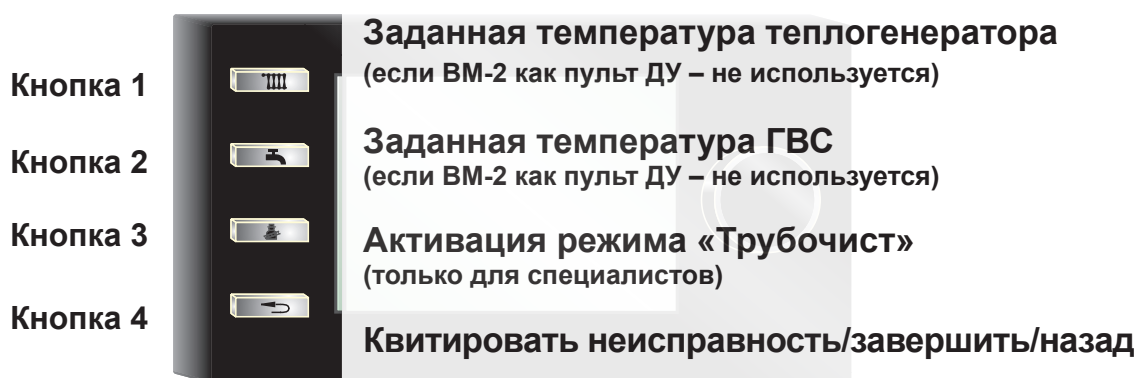 Заданная температура теплогенератора
Кнопка 1
(если BM-2 как пульт ДУ – не используется)
Кнопка 2
Заданная температура ГВС
(если BM-2 как пульт ДУ – не используется)
Кнопка 3
Активация режима «Трубочист»
(только для специалистов)
Кнопка 4
Квитировать неисправность/завершить/назад